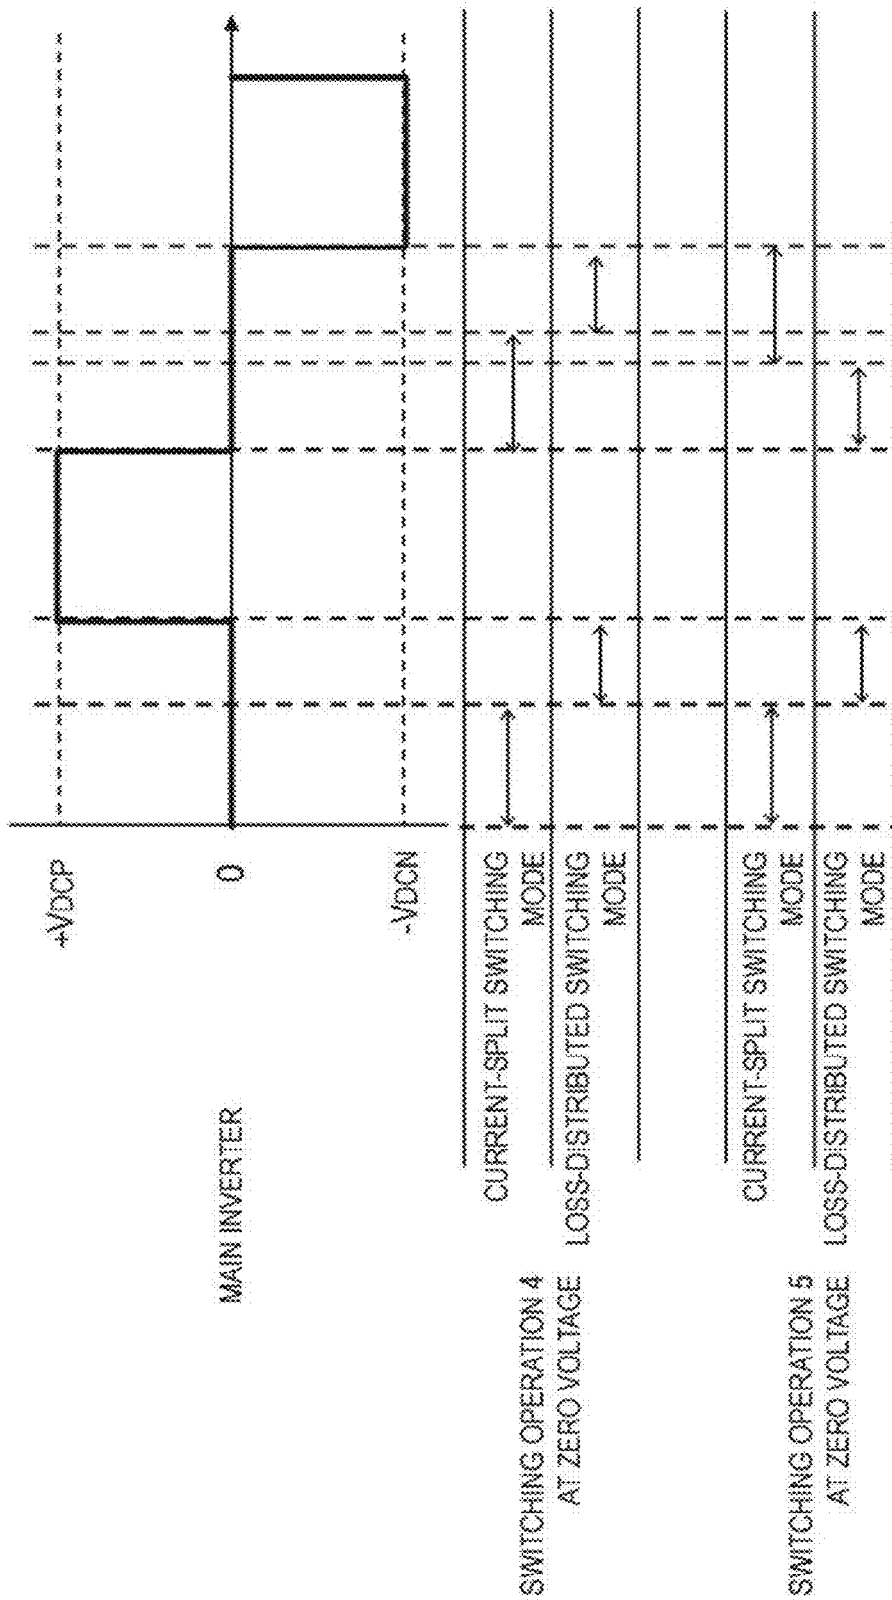 +VDCP
MAIN INVERTER
0
-VDCN
SWITCHING OPERATION 4
AT ZERO VOLTAGE
CURRENT-SPLIT SWITCHING
MODE
LOSS-DISTRIBUTED SWITCHING
MODE
SWITCHING OPERATION 5
AT ZERO VOLTAGE
CURRENT-SPLIT SWITCHING
MODE
LOSS-DISTRIBUTED SWITCHING
MODE